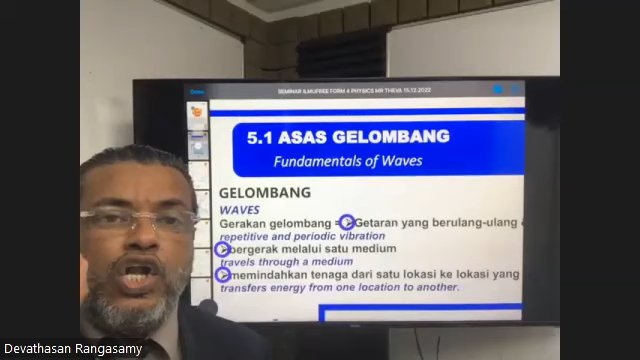 Done
SEMINAR ILMUFREE FORM 4 PHYSICS MR THEVA 15.12.2022
5.1 ASAS GELOMBANG
Fundamentals of Waves
GELOMBANG
WAVES
Gerakan gelombang = Getaran yang berulang-ulang
repetitive and periodic vibration
bergerak melalui satu medium
travels through a medium
memindahkan tenaga dari satu lokasi ke lokasi yang
transfers energy from one location to another.
Devathasan Rangasamy